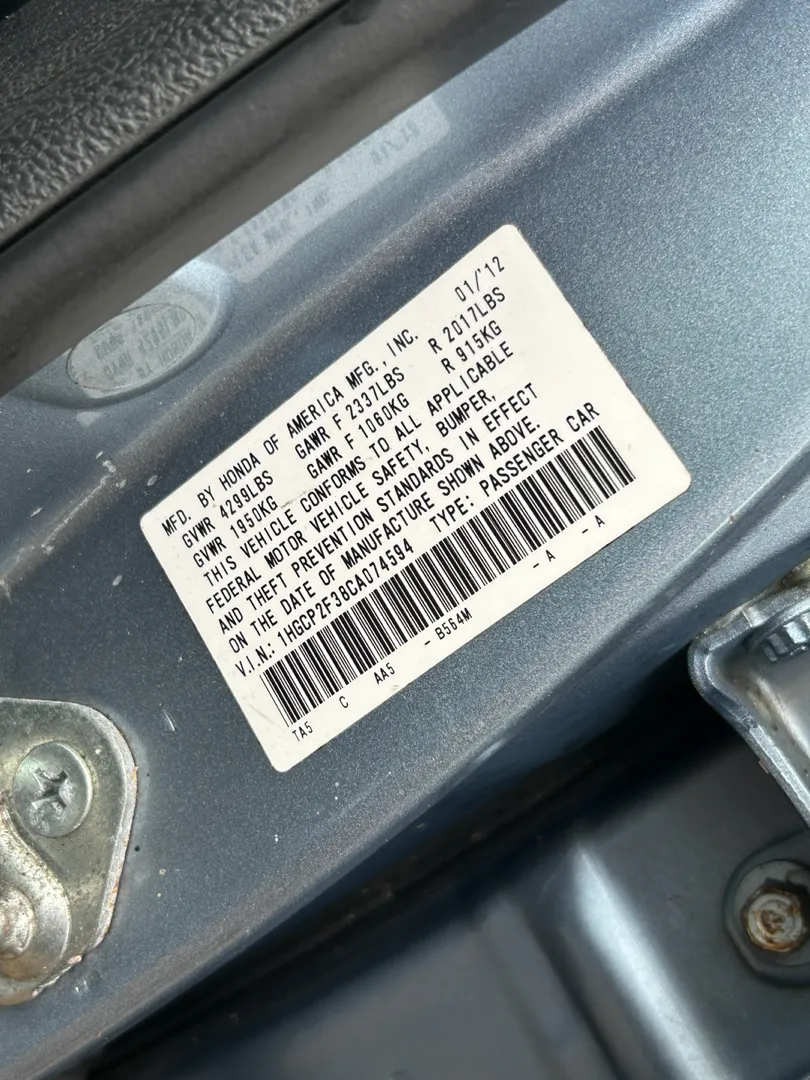 MFD. BY HONDA OF AMERICA MFG., INC. 01/'12
GVWR 4299LBS GAWR F 2337LBS R 2017LBS
GVWR 1950KG GAWR F 1060KG R 915KG
THIS VEHICLE CONFORMS TO ALL APPLICABLE
FEDERAL MOTOR VEHICLE SAFETY, BUMPER,
AND THEFT PREVENTION STANDARDS IN EFFECT
ON THE DATE OF MANUFACTURE SHOWN ABOVE.
V.I.N.: 1HGCP2F38CA074594 TYPE: PASSENGER CAR
TA5 C AA5 - B564M - A - A